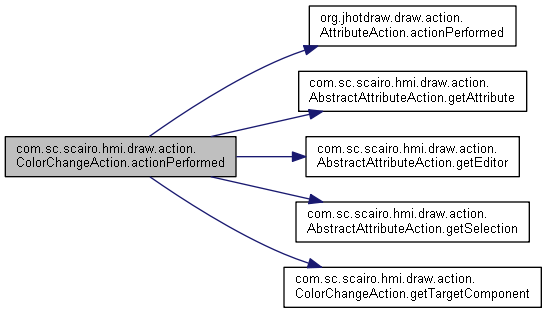 com.sc.scairo.hmi.draw.action.
ColorChangeAction.actionPerformed
org.jhotdraw.draw.action.
AttributeAction.actionPerformed
com.sc.scairo.hmi.draw.action.
AbstractAttributeAction.getAttribute
com.sc.scairo.hmi.draw.action.
AbstractAttributeAction.getEditor
com.sc.scairo.hmi.draw.action.
AbstractAttributeAction.getSelection
com.sc.scairo.hmi.draw.action.
ColorChangeAction.getTargetComponent